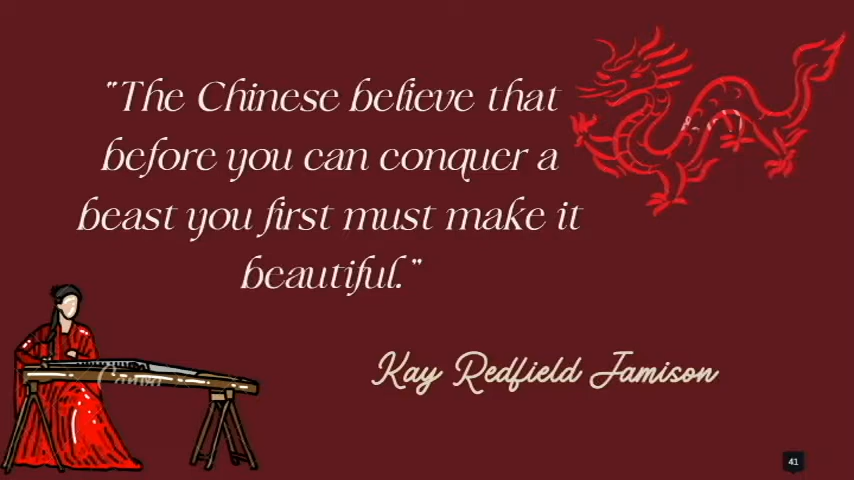 "The Chinese believe that
before you can conquer a
beast you first must make it
beautiful."
Kay Redfield Jamison
Canva
41